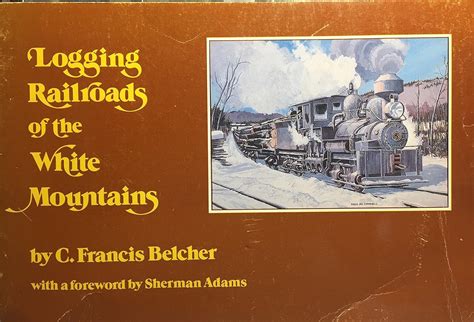 Logging
Railroads
of the
White
Mountains
by C. Francis Belcher
with a foreword by Sherman Adams